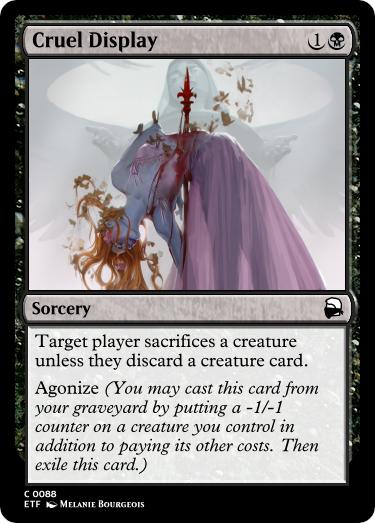 Cruel Display 1
Sorcery
Target player sacrifices a creature
unless they discard a creature card.
Agonize (You may cast this card from
your graveyard by putting a -1/-1
counter on a creature you control in
addition to paying its other costs. Then
exile this card.)
C 0088
ETF Melanie Bourgeois